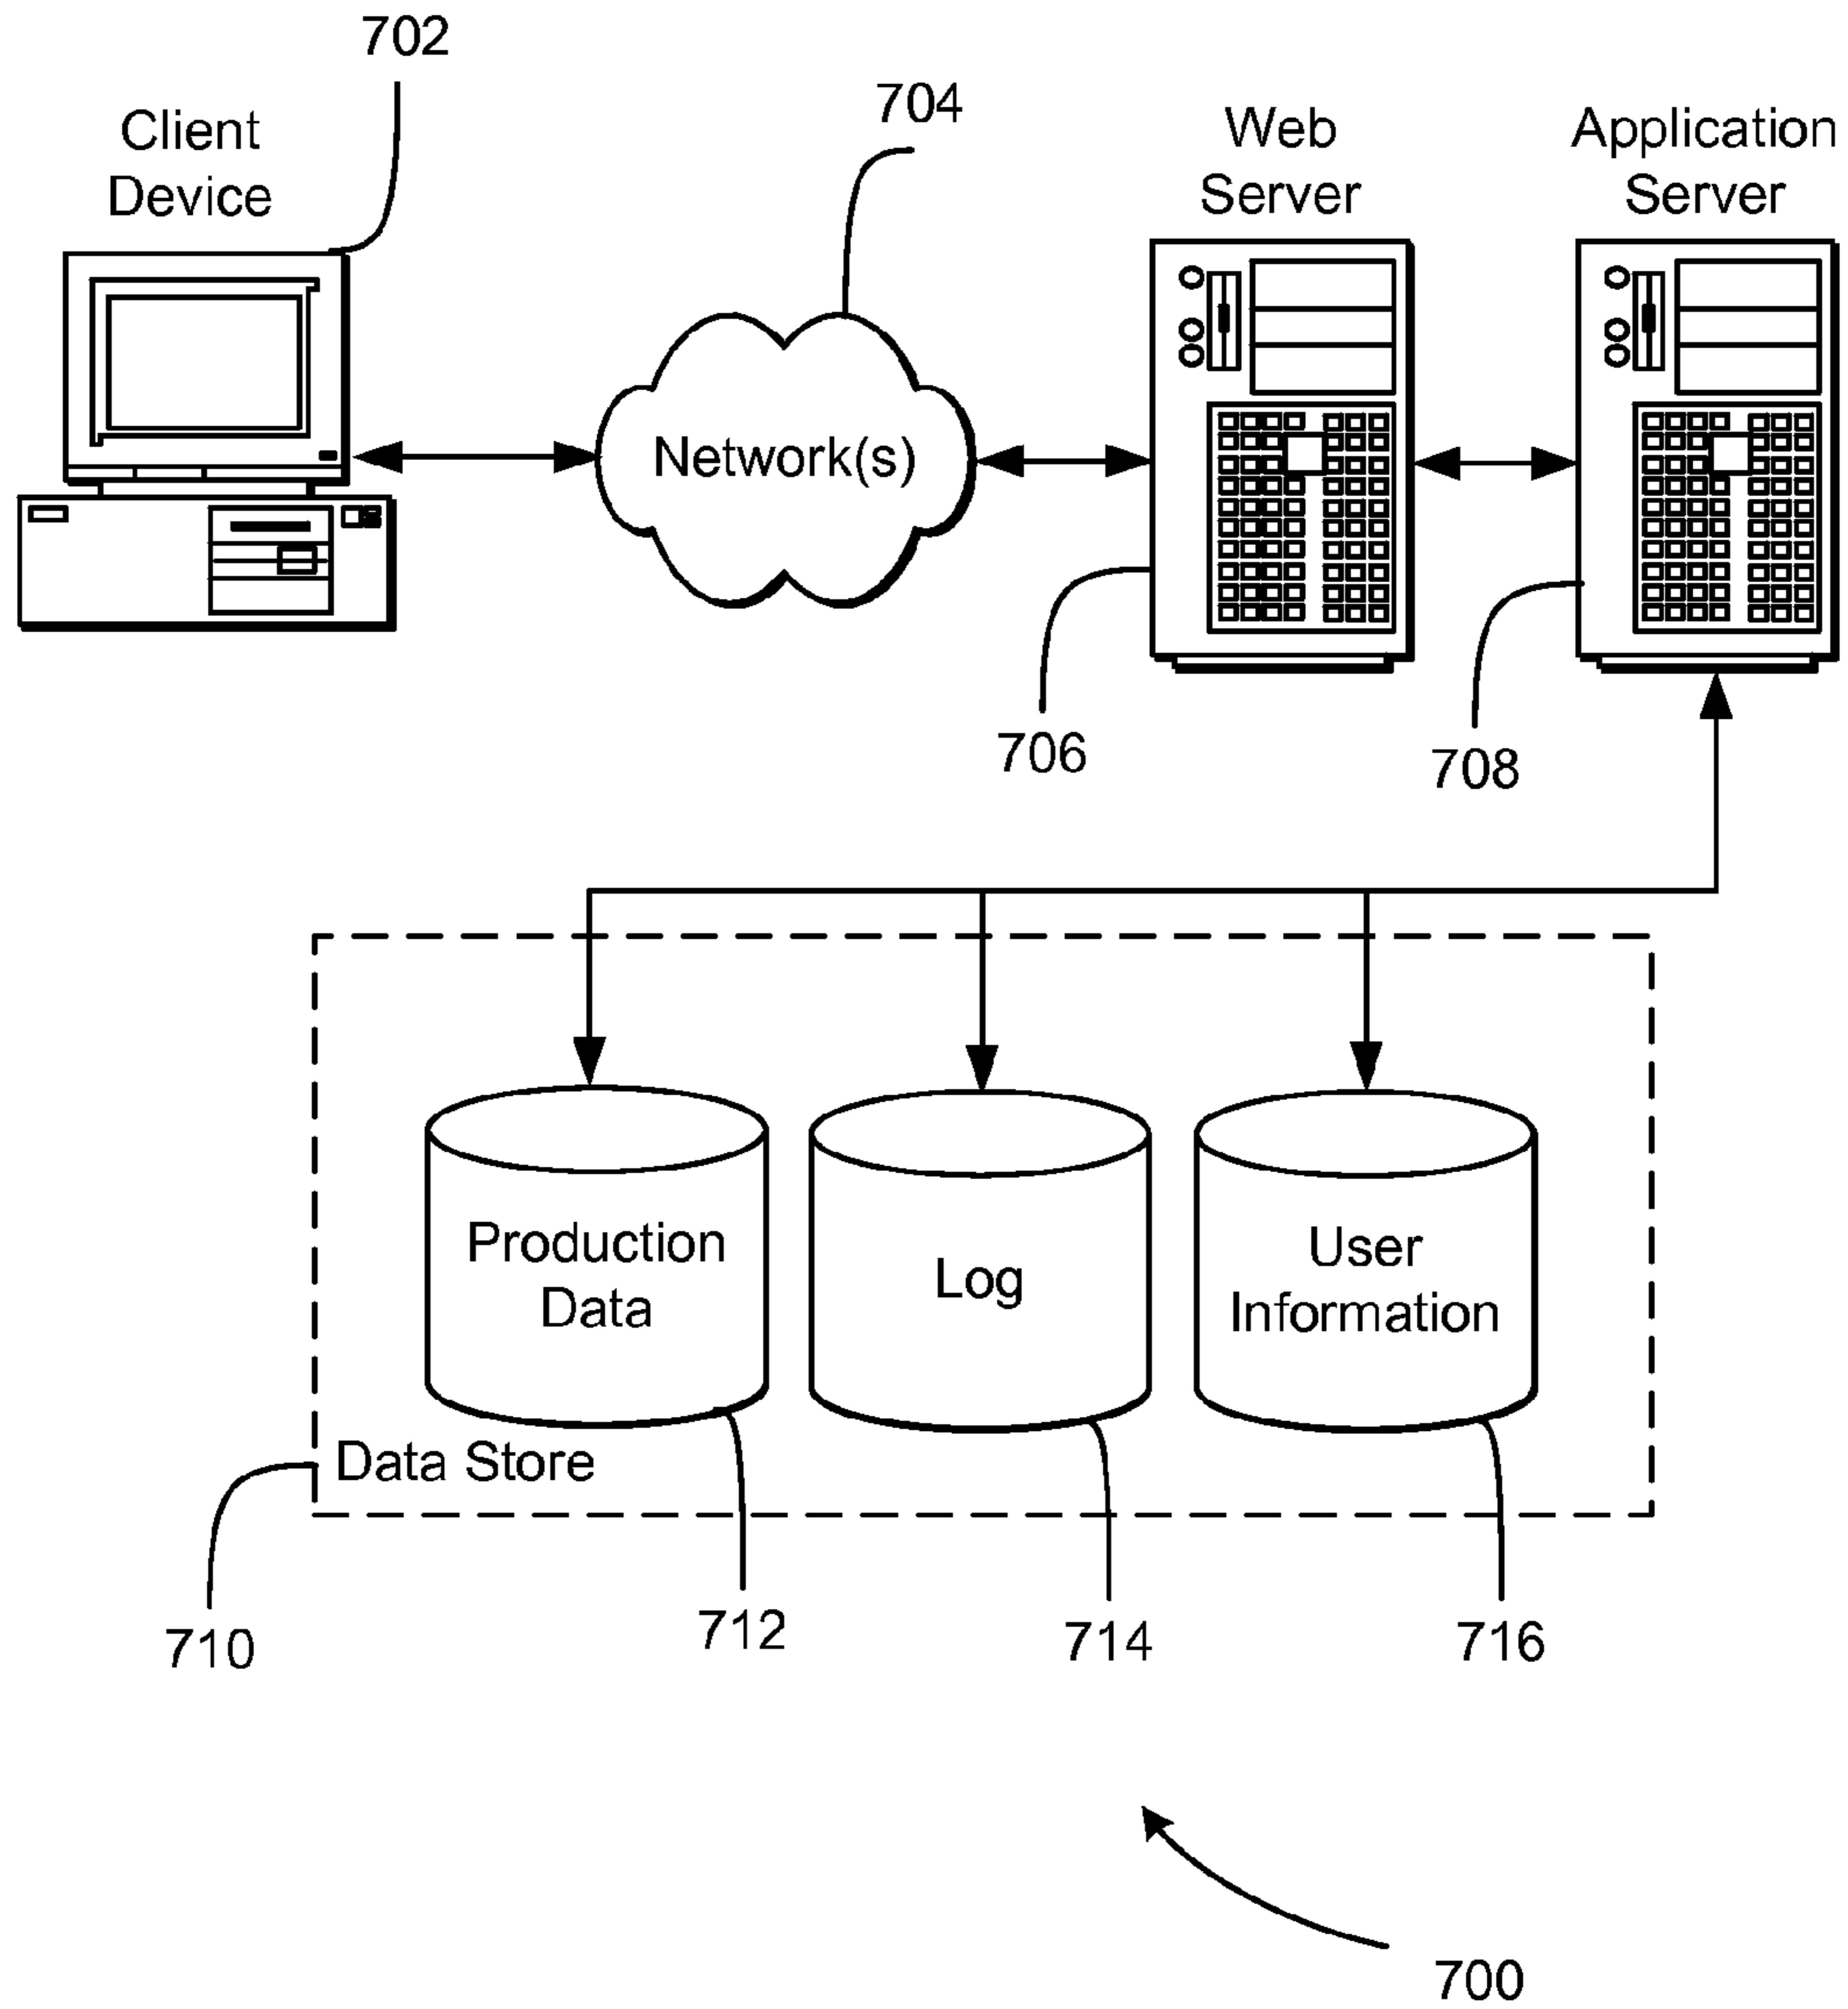 702
704
Client
Device
Web
Server
Application
Server
Network(s)
706
708
Production
Data
Log
User
Information
Data Store
710
712
714
716
700